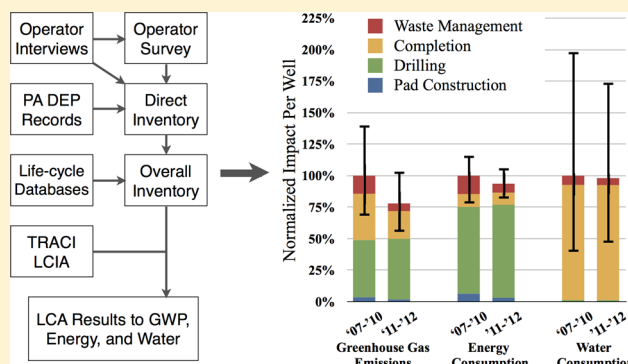 Operator
Interviews
Operator
Survey
PA DEP
Records
Direct
Inventory
Life-cycle
Databases
Overall
Inventory
TRACI
LCIA
LCA Results to GWP,
Energy, and Water
Normalized Impact Per Well
225%
200%
175%
150%
125%
100%
75%
50%
25%
0%
Waste Management
Completion
Drilling
Pad Construction
'07-'10
'11-'12
'07-'10
'11-'12
'07-'10
'11-'12
Greenhouse Gas
Emissions
Energy
Consumption
Water
Consumption